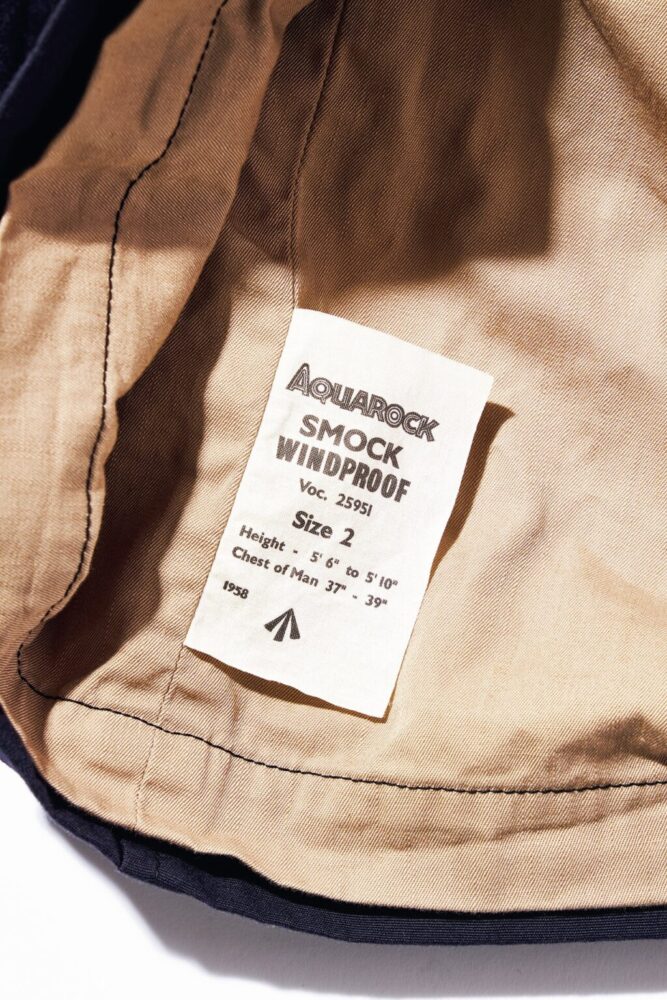 AQUAROCK
SMOCK
WINDPROOF
Voc. 25951
Size 2
Height - 5' 6" to 5' 10"
Chest of Man 37" - 39"
1958